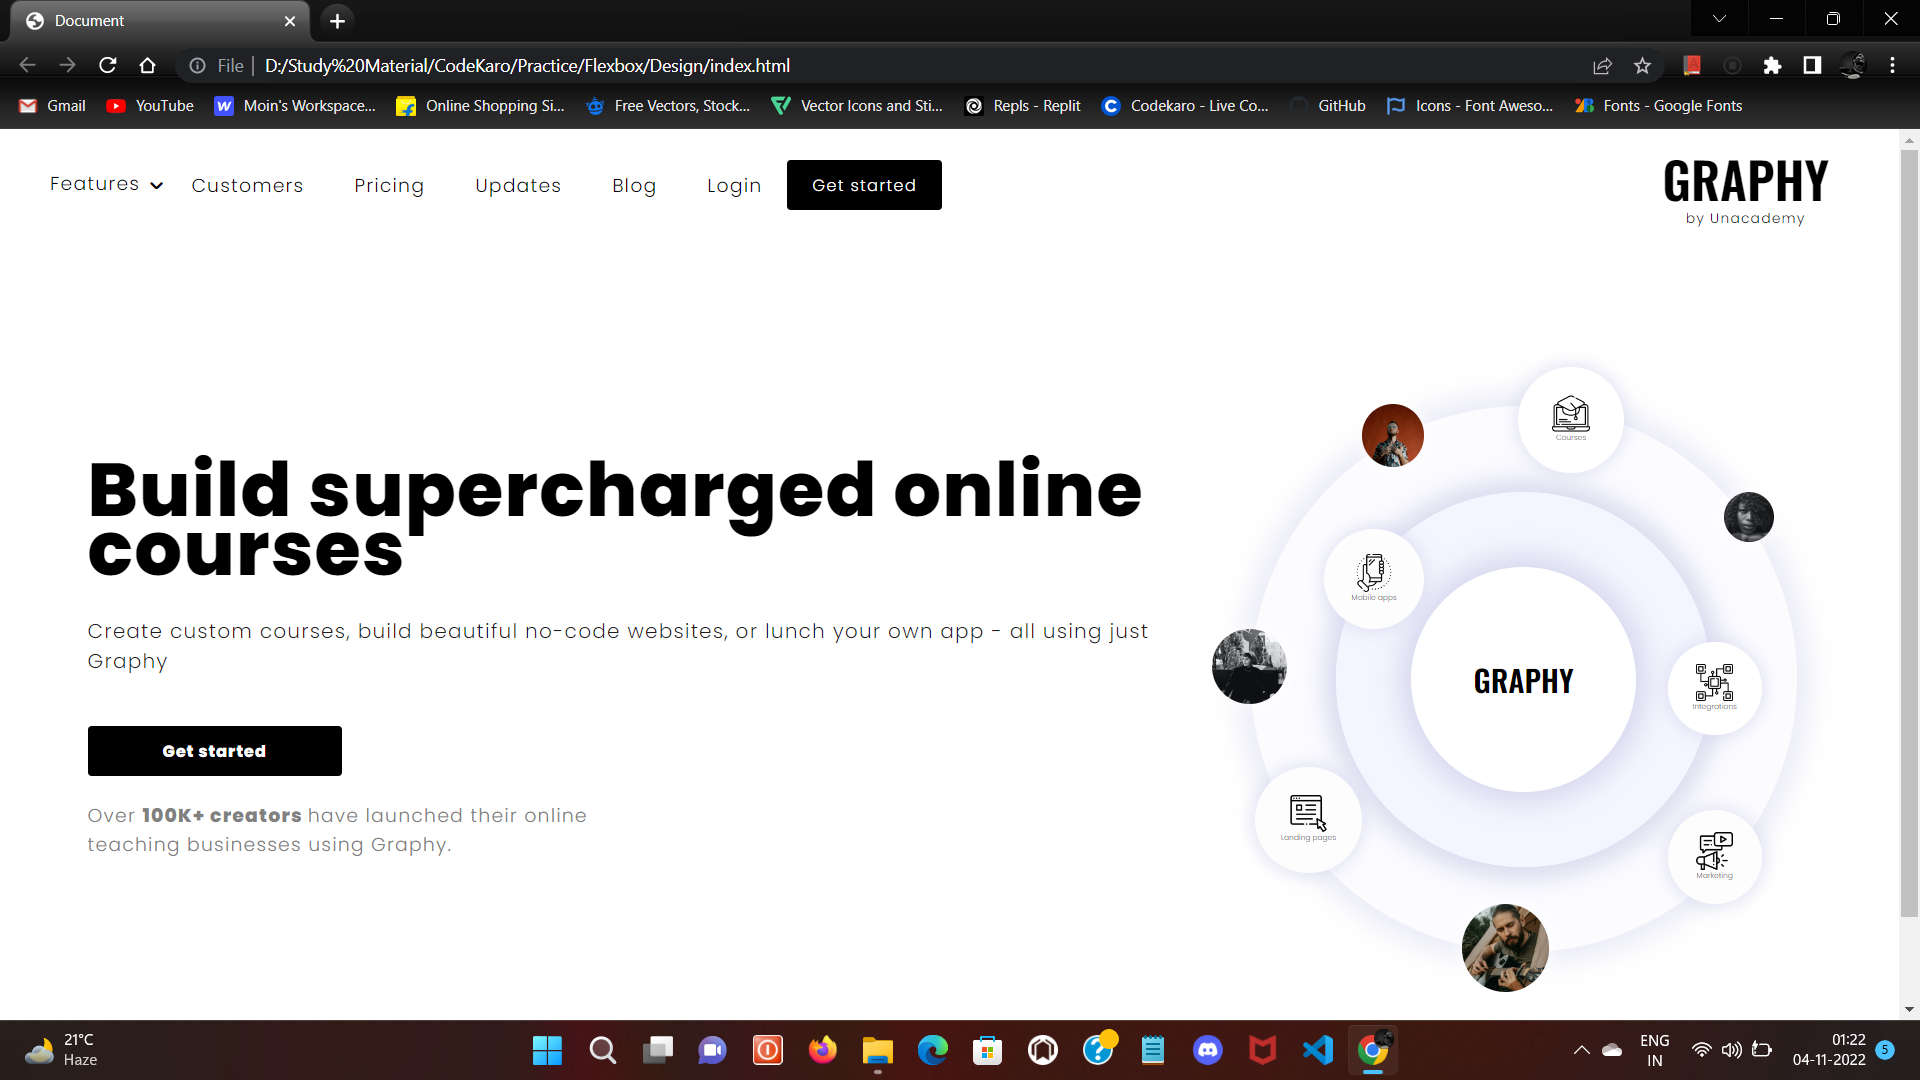 Document
File
D:/Study%20Material/CodeKaro/Practice/Flexbox/Design/index.html
Gmail
YouTube
Moin's Workspace...
Online Shopping Si...
Free Vectors, Stock...
Vector Icons and Sti...
Repls - Replit
Codekaro - Live Co...
GitHub
Icons - Font Aweso...
Fonts - Google Fonts
Features
Customers
Pricing
Updates
Blog
Login
Get started
GRAPHY
by Unacademy
Build supercharged online
courses
Create custom courses, build beautiful no-code websites, or lunch your own app - all using just
Graphy
Get started
Over 100K+ creators have launched their online
teaching businesses using Graphy.
Courses
Mobile apps
GRAPHY
Integrations
Landing pages
Marketing
21°C
Haze
ENG
IN
01:22
04-11-2022
5